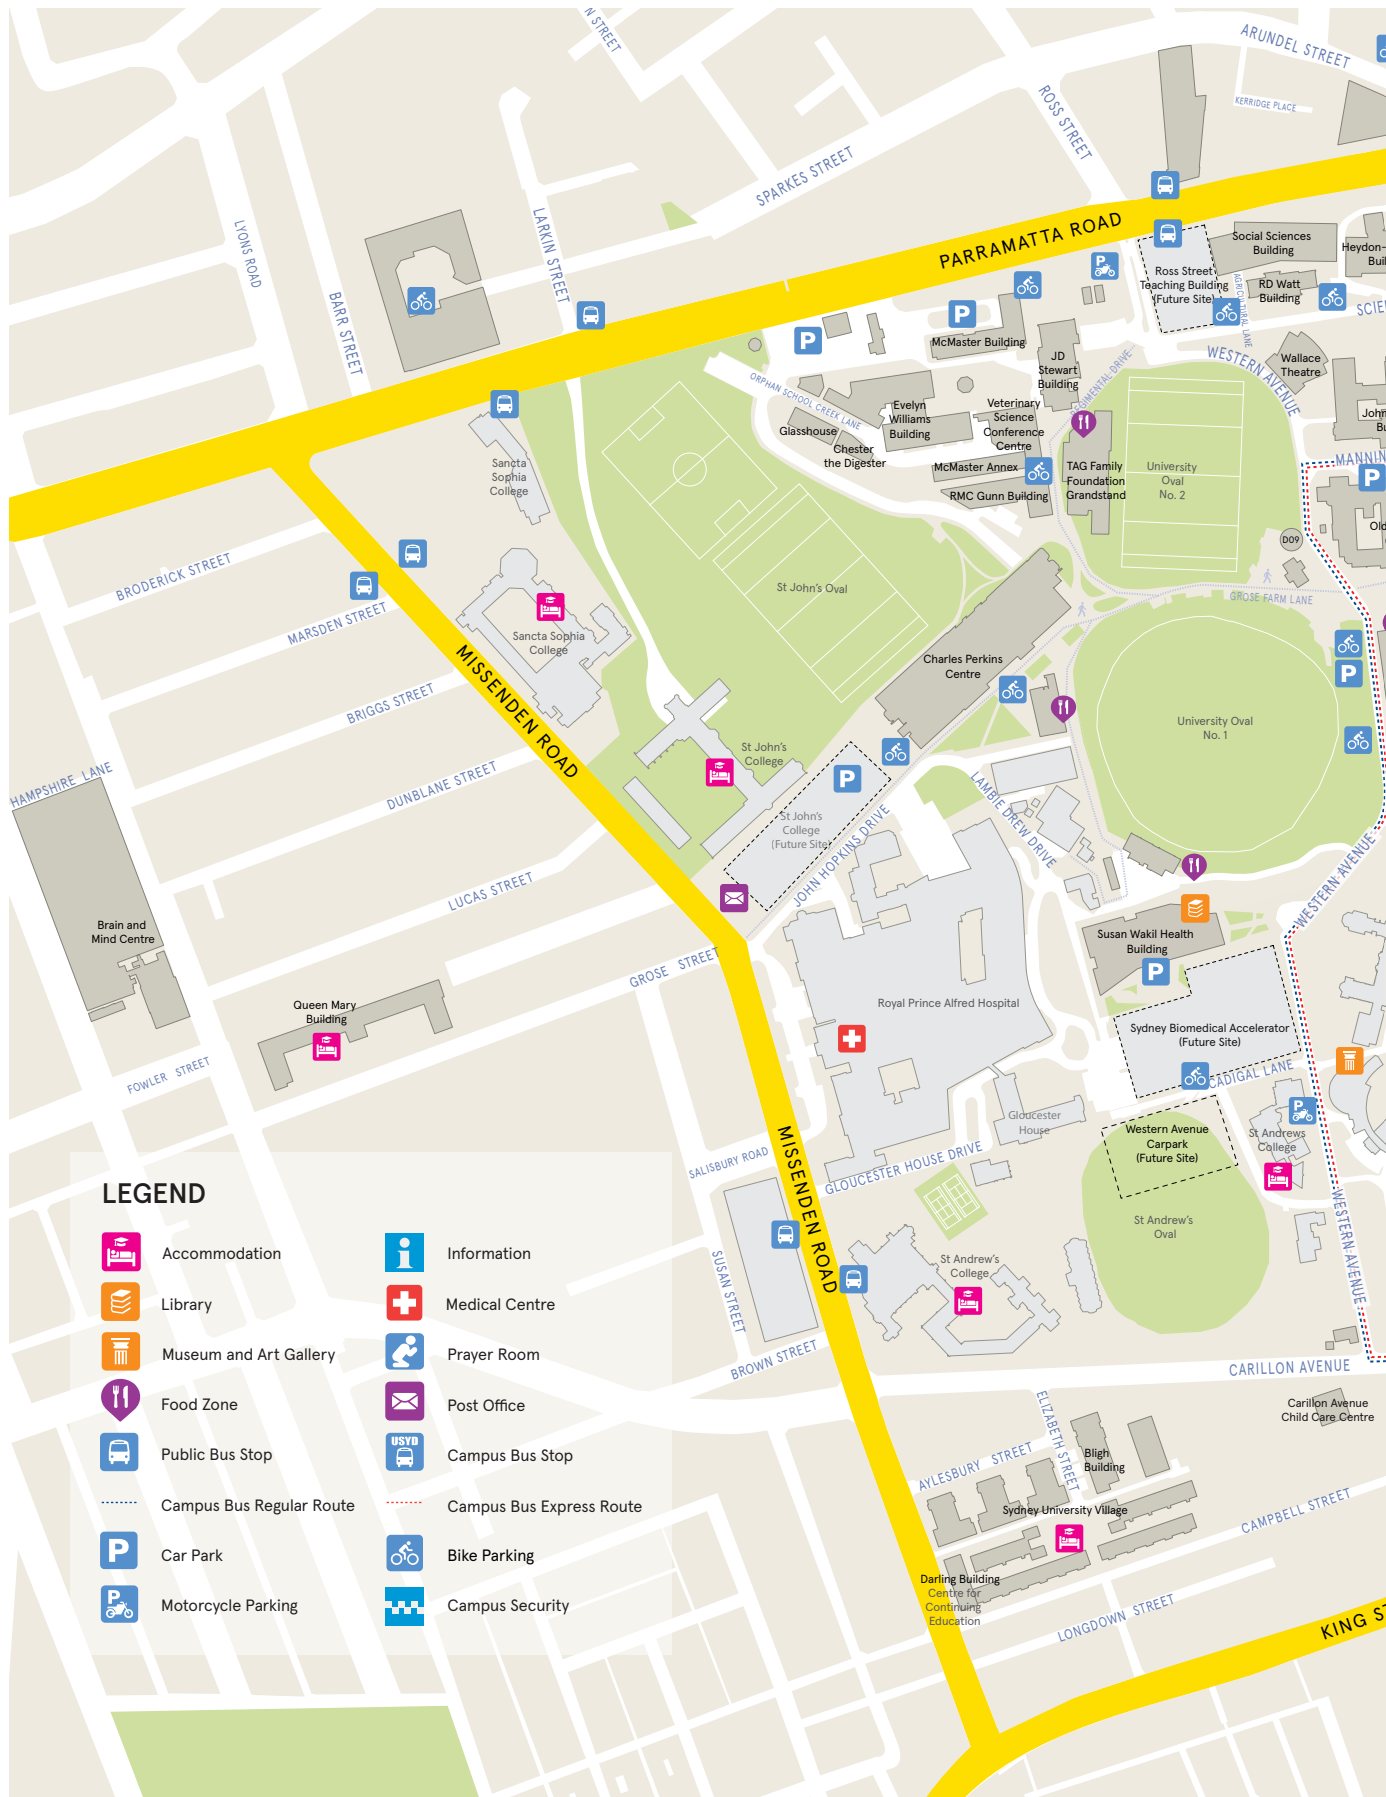 ARUNDEL STREET
KERRIDGE PLACE
ROSS STREET
SPARKES STREET
LYONS ROAD
LARKIN STREET
BARR STREET
PARRAMATTA ROAD
Social Sciences
Building
Ross Street
Teaching Building
(Future Site)
AGRICULTURAL LANE
RD Watt
Building
P
P
P
McMaster Building
JD
Stewart
Building
REGIMENTAL DRIVE
WESTERN AVENUE
Wallace
Theatre
ORPHAN SCHOOL CREEK LANE
Evelyn
Williams
Building
Glasshouse
Chester
the Digester
Veterinary
Science
Conference
Centre
McMaster Annex
RMC Gunn Building
TAG Family
Foundation
Grandstand
University
Oval
No. 2
P
D09
GROSE FARM LANE
Sancta
Sophia
College
St John's Oval
BRODERICK STREET
MARSDEN STREET
Sancta Sophia
College
MISSENDEN ROAD
BRIGGS STREET
DUNBLANE STREET
LUCAS STREET
HAMPSHIRE LANE
Charles Perkins
Centre
P
University Oval
No. 1
St John's
College
P
St John's
College
(Future Site)
JOHN HOPKINS DRIVE
LAMBIE DREW DRIVE
WESTERN AVENUE
Brain and
Mind Centre
GROSE STREET
Queen Mary
Building
FOWLER STREET
Susan Wakil Health
Building
P
Royal Prince Alfred Hospital
Sydney Biomedical Accelerator
(Future Site)
CADIGAL LANE
P
Gloucester
House
Western Avenue
Carpark
(Future Site)
St Andrews
College
MISSENDEN ROAD
SALISBURY ROAD
GLOUCESTER HOUSE DRIVE
St Andrew's
Oval
WESTERN AVENUE
SUSAN STREET
St Andrew's
College
BROWN STREET
CARILLON AVENUE
Carillon Avenue
Child Care Centre
ELIZABETH STREET
AYLESBURY STREET
Bligh
Building
Sydney University Village
CAMPBELL STREET
Darling Building
Centre for
Continuing
Education
LONGDOWN STREET
LEGEND
Accommodation
Information
Library
Medical Centre
Museum and Art Gallery
Prayer Room
Food Zone
Post Office
Public Bus Stop
USYD
Campus Bus Stop
Campus Bus Regular Route
Campus Bus Express Route
P
Car Park
Bike Parking
P
Motorcycle Parking
Campus Security